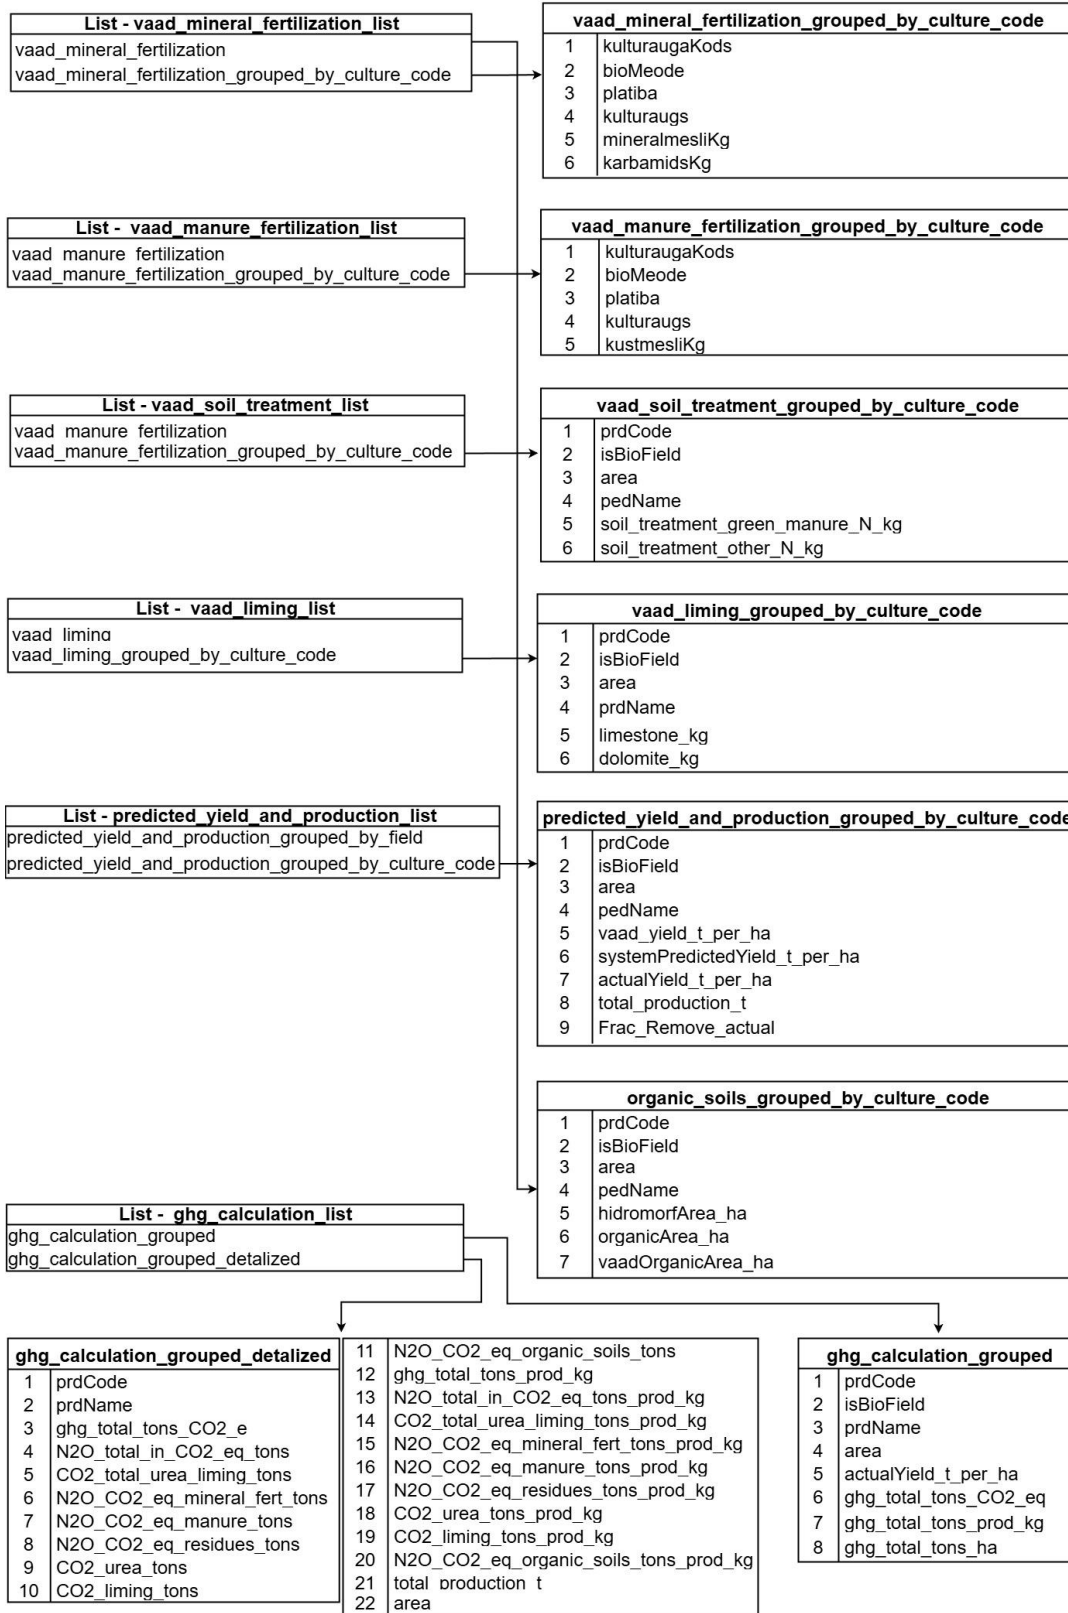 List - vaad_mineral_fertilization_list
vaad_mineral_fertilization
vaad_mineral_fertilization_grouped_by_culture_code
vaad_mineral_fertilization_grouped_by_culture_code
1 kulturaugaKods
2 bioMeode
3 platiba
4 kulturaugs
5 mineralmesliKg
6 karbamidsKg
List - vaad_manure_fertilization_list
vaad_manure_fertilization
vaad_manure_fertilization_grouped_by_culture_code
vaad_manure_fertilization_grouped_by_culture_code
1 kulturaugaKods
2 bioMeode
3 platiba
4 kulturaugs
5 kustmesliKg
List - vaad_soil_treatment_list
vaad_manure_fertilization
vaad_manure_fertilization_grouped_by_culture_code
vaad_soil_treatment_grouped_by_culture_code
1 prdCode
2 isBioField
3 area
4 pedName
5 soil_treatment_green_manure_N_kg
6 soil_treatment_other_N_kg
List - vaad_liming_list
vaad_liming
vaad_liming_grouped_by_culture_code
vaad_liming_grouped_by_culture_code
1 prdCode
2 isBioField
3 area
4 prdName
5 limestone_kg
6 dolomite_kg
List - predicted_yield_and_production_list
predicted_yield_and_production_grouped_by_field
predicted_yield_and_production_grouped_by_culture_code
predicted_yield_and_production_grouped_by_culture_code
1 prdCode
2 isBioField
3 area
4 pedName
5 vaad_yield_t_per_ha
6 systemPredictedYield_t_per_ha
7 actualYield_t_per_ha
8 total_production_t
9 Frac_Remove_actual
organic_soils_grouped_by_culture_code
1 prdCode
2 isBioField
3 area
4 pedName
5 hidromorfArea_ha
6 organicArea_ha
7 vaadOrganicArea_ha
List - ghg_calculation_list
ghg_calculation_grouped
ghg_calculation_grouped_detalized
ghg_calculation_grouped_detalized
1 prdCode
2 prdName
3 ghg_total_tons_CO2_e
4 N2O_total_in_CO2_eq_tons
5 CO2_total_urea_liming_tons
6 N2O_CO2_eq_mineral_fert_tons
7 N2O_CO2_eq_manure_tons
8 N2O_CO2_eq_residues_tons
9 CO2_urea_tons
10 CO2_liming_tons
11 N2O_CO2_eq_organic_soils_tons
12 ghg_total_tons_prod_kg
13 N2O_total_in_CO2_eq_tons_prod_kg
14 CO2_total_urea_liming_tons_prod_kg
15 N2O_CO2_eq_mineral_fert_tons_prod_kg
16 N2O_CO2_eq_manure_tons_prod_kg
17 N2O_CO2_eq_residues_tons_prod_kg
18 CO2_urea_tons_prod_kg
19 CO2_liming_tons_prod_kg
20 N2O_CO2_eq_organic_soils_tons_prod_kg
21 total_production_t
22 area
ghg_calculation_grouped
1 prdCode
2 isBioField
3 prdName
4 area
5 actualYield_t_per_ha
6 ghg_total_tons_CO2_eq
7 ghg_total_tons_prod_kg
8 ghg_total_tons_ha